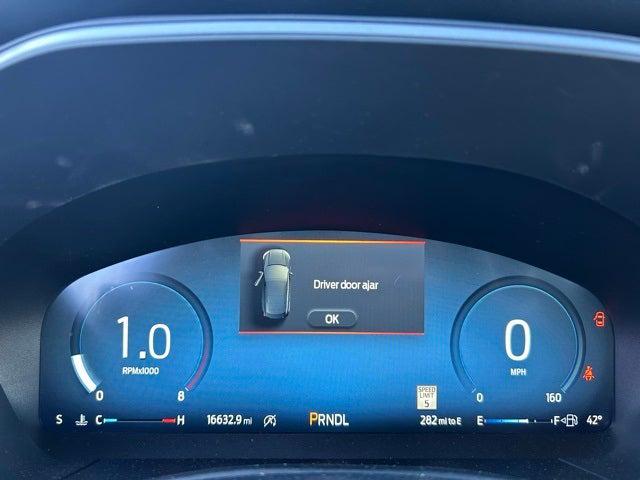 Driver door ajar
OK
1.0
RPMx1000
0 8
0
MPH
0 160
SPEED
LIMIT
5
S C H 16632.9 mi PRNDL 282 mi to E E F 42°